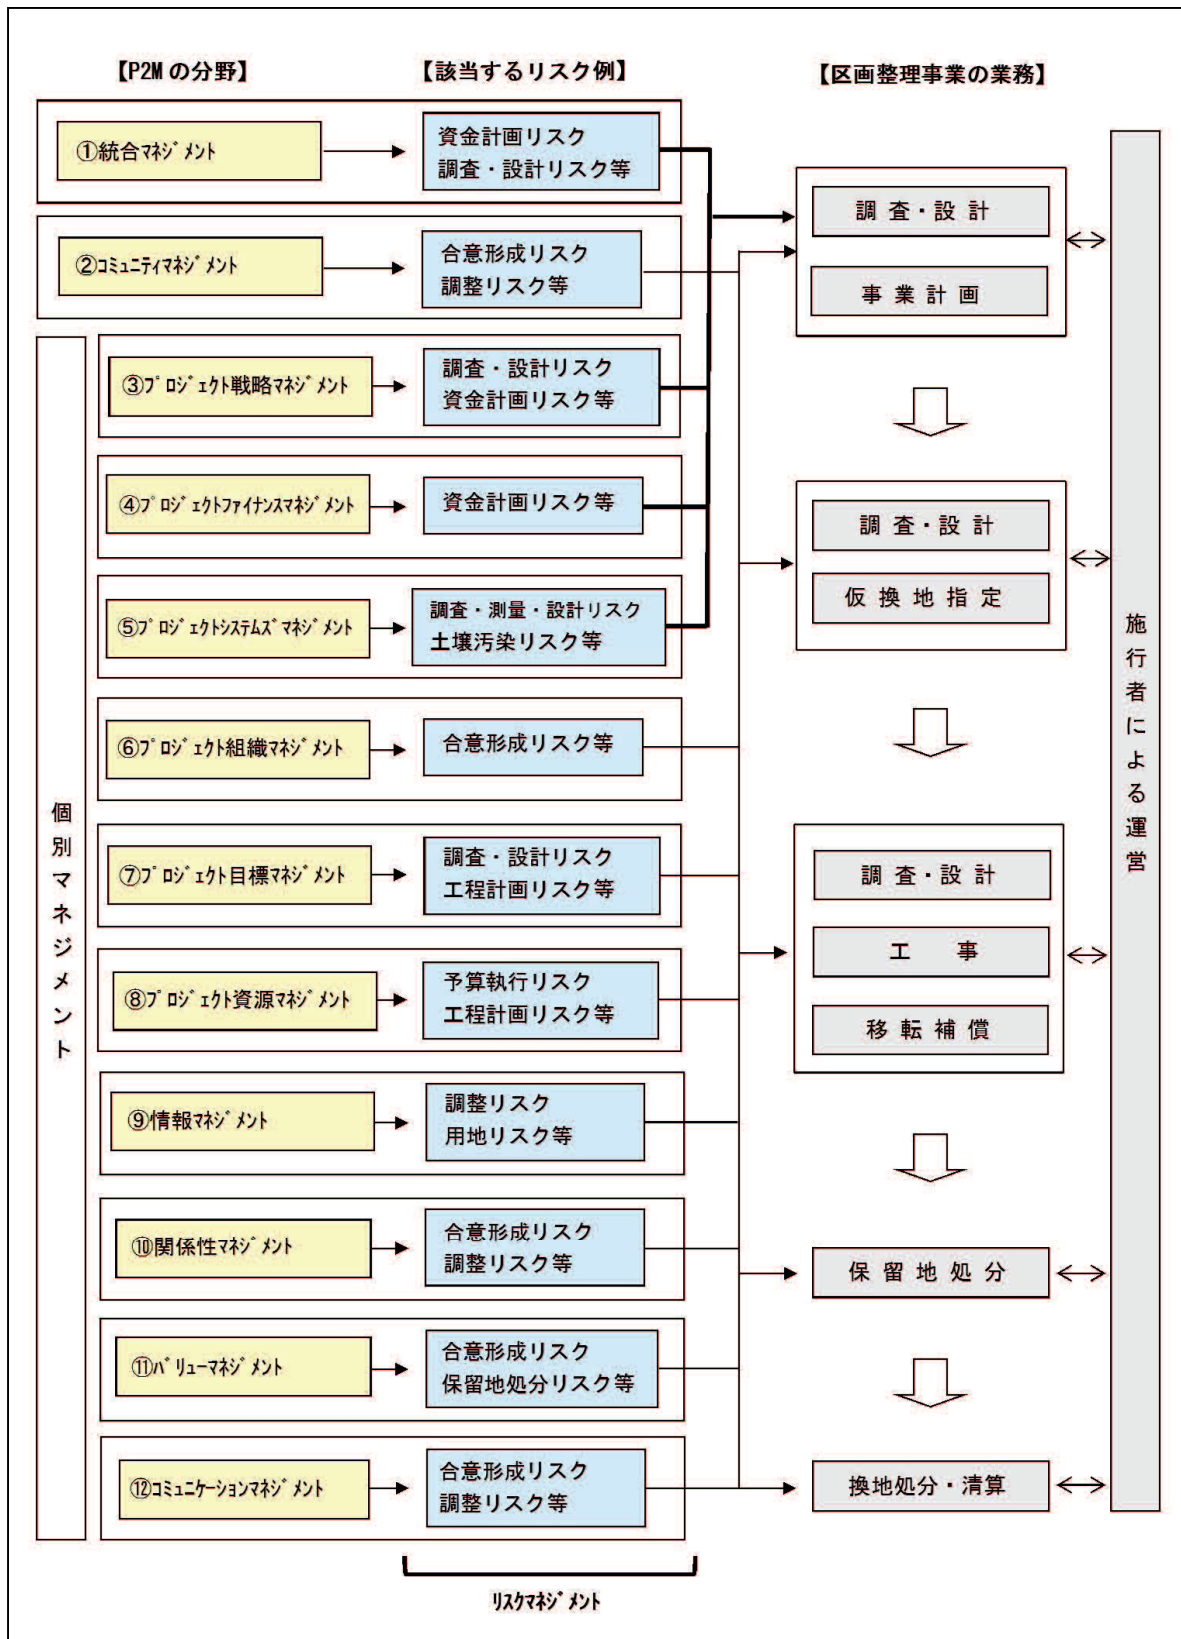 【P2Mの分野】
【該当するリスク例】
【区画整理事業の業務】
①統合ﾏﾈｼﾞﾒﾝﾄ
資金計画リスク
調査・設計リスク等
②ｺﾐｭﾆﾃｨﾏﾈｼﾞﾒﾝﾄ
合意形成リスク
調整リスク等
個別マネジメント
③ﾌﾟﾛｼﾞｪｸﾄ戦略ﾏﾈｼﾞﾒﾝﾄ
調査・設計リスク
資金計画リスク等
④ﾌﾟﾛｼﾞｪｸﾄﾌｧｲﾅﾝｽﾏﾈｼﾞﾒﾝﾄ
資金計画リスク等
⑤ﾌﾟﾛｼﾞｪｸﾄｼｽﾃﾑｽﾞﾏﾈｼﾞﾒﾝﾄ
調査・測量・設計リスク
土壌汚染リスク等
⑥ﾌﾟﾛｼﾞｪｸﾄ組織ﾏﾈｼﾞﾒﾝﾄ
合意形成リスク等
⑦ﾌﾟﾛｼﾞｪｸﾄ目標ﾏﾈｼﾞﾒﾝﾄ
調査・設計リスク
工程計画リスク等
⑧ﾌﾟﾛｼﾞｪｸﾄ資源ﾏﾈｼﾞﾒﾝﾄ
予算執行リスク
工程計画リスク等
⑨情報ﾏﾈｼﾞﾒﾝﾄ
調整リスク
用地リスク等
⑩関係性ﾏﾈｼﾞﾒﾝﾄ
合意形成リスク
調整リスク等
⑪ﾊﾞﾘｭｰﾏﾈｼﾞﾒﾝﾄ
合意形成リスク
保留地処分リスク等
⑫ｺﾐｭﾆｹｰｼｮﾝﾏﾈｼﾞﾒﾝﾄ
合意形成リスク
調整リスク等
ﾘｽｸﾏﾈｼﾞﾒﾝﾄ
調査・設計
事業計画
調査・設計
仮換地指定
調査・設計
工　事
移転補償
保留地処分
換地処分・清算
施行者による運営